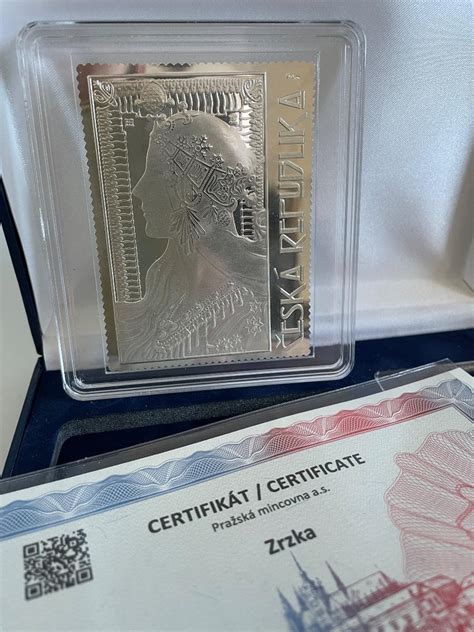 ČESKÁ REPUBLIKA
CERTIFIKÁT / CERTIFICATE
Pražská mincovna a.s.
Zrzka